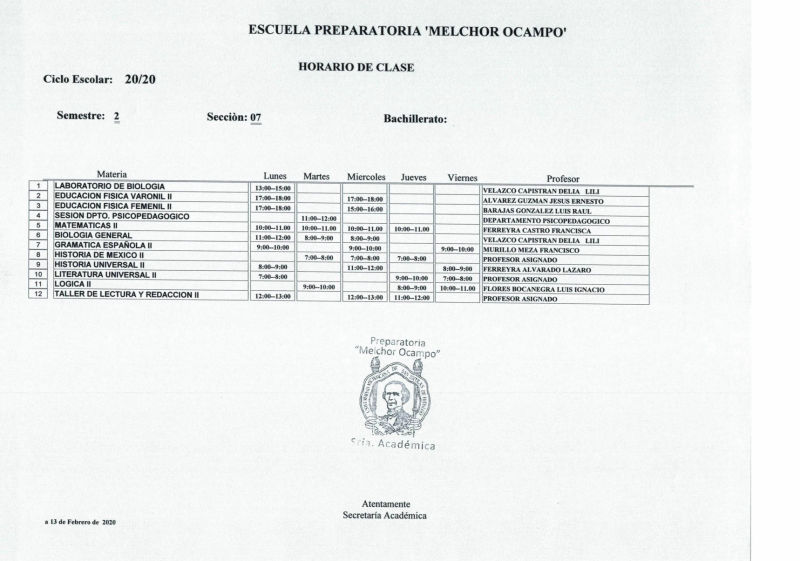 ESCUELA PREPARATORIA 'MELCHOR OCAMPO'
HORARIO DE CLASE
Ciclo Escolar: 20/20
Semestre: 2 Secciòn: 07 Bachillerato:
Materia Lunes Martes Miercoles Jueves Viernes Profesor
1 LABORATORIO DE BIOLOGIA 13:00--15:00 VELAZCO CAPISTRAN DELIA LILI
2 EDUCACION FISICA VARONIL II 17:00--18:00 17:00--18:00 ALVAREZ GUZMAN JESUS ERNESTO
3 EDUCACION FISICA FEMENIL II 17:00--18:00 15:00--16:00 BARAJAS GONZALEZ LUIS RAUL
4 SESION DPTO. PSICOPEDAGOGICO 11:00--12:00 DEPARTAMENTO PSICOPEDAGOGICO
5 MATEMATICAS II 10:00--11.00 10:00--11.00 10:00--11.00 10:00--11.00 FERREYRA CASTRO FRANCISCA
6 BIOLOGIA GENERAL 11:00--12:00 8:00--9:00 8:00--9:00 VELAZCO CAPISTRAN DELIA LILI
7 GRAMATICA ESPAÑOLA II 9:00--10:00 9:00--10:00 9:00--10:00 MURILLO MEZA FRANCISCO
8 HISTORIA DE MEXICO II 7:00--8:00 7:00--8:00 7:00--8:00 PROFESOR ASIGNADO
9 HISTORIA UNIVERSAL II 8:00--9:00 11:00--12:00 8:00--9:00 FERREYRA ALVARADO LAZARO
10 LITERATURA UNIVERSAL II 7:00--8:00 9:00--10:00 7:00--8:00 PROFESOR ASIGNADO
11 LOGICA II 9:00--10:00 8:00--9:00 10:00--11.00 FLORES BOCANEGRA LUIS IGNACIO
12 TALLER DE LECTURA Y REDACCION II 12:00--13:00 12:00--13:00 11:00--12:00 PROFESOR ASIGNADO
Preparatoria
"Melchor Ocampo"
Sria. Académica
Atentamente
Secretaría Académica
a 13 de Febrero de 2020